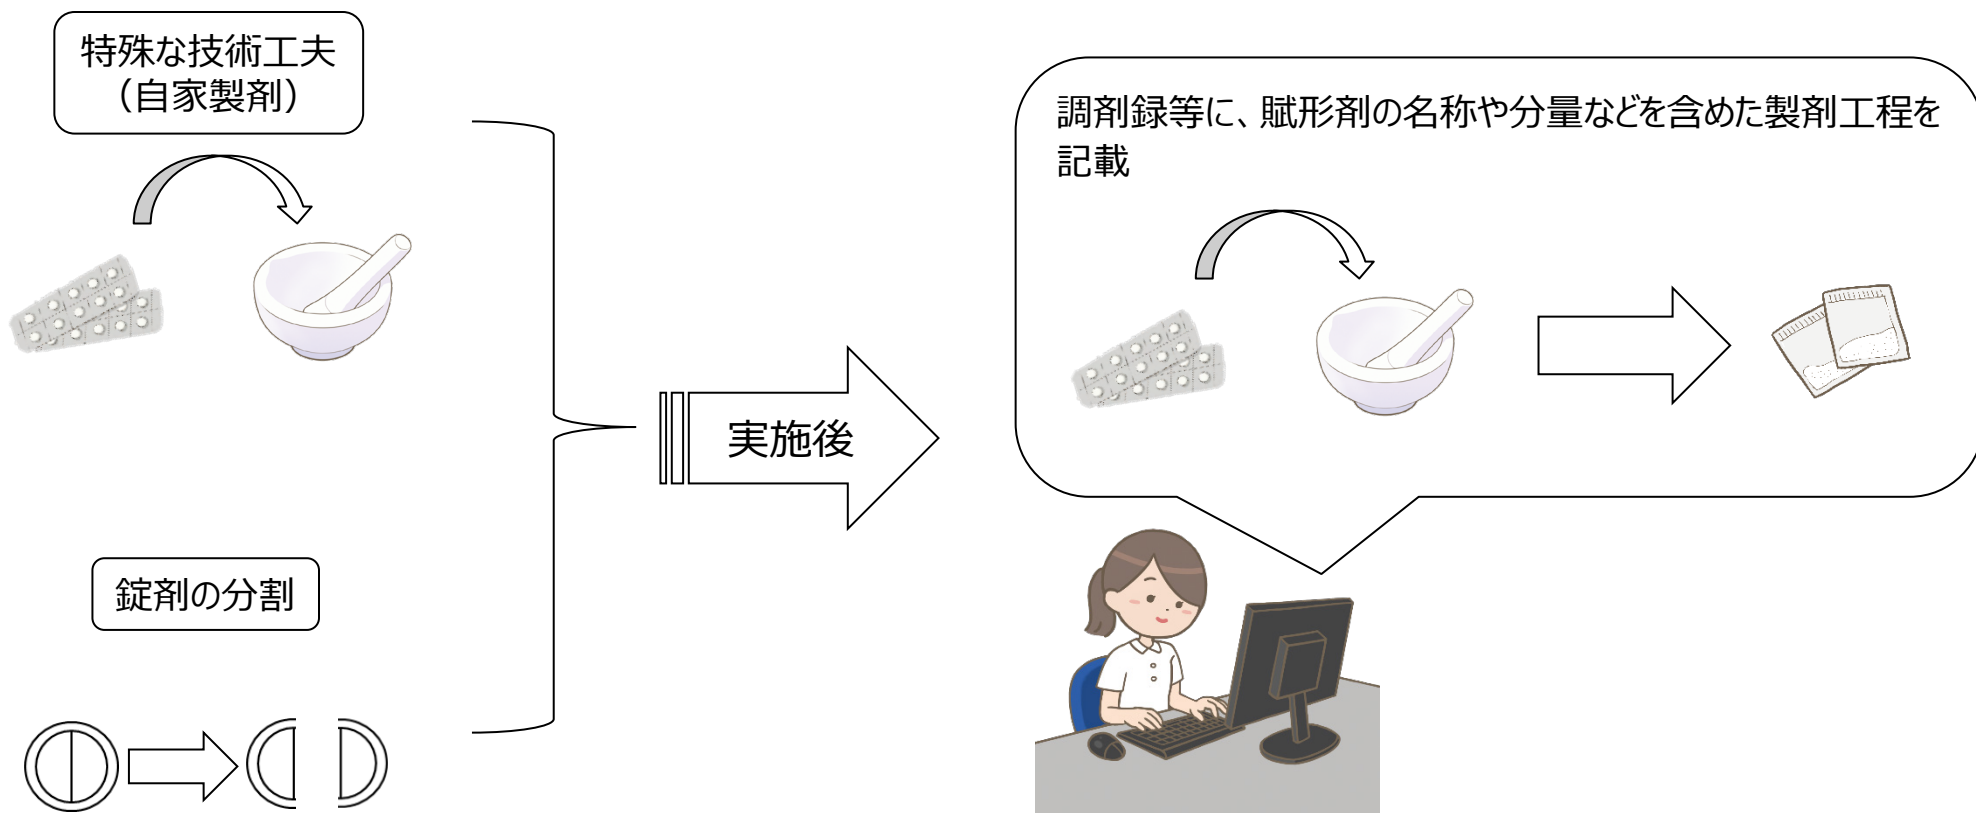 特殊な技術工夫
（自家製剤）
錠剤の分割
実施後
調剤録等に、賦形剤の名称や分量などを含めた製剤工程を
記載